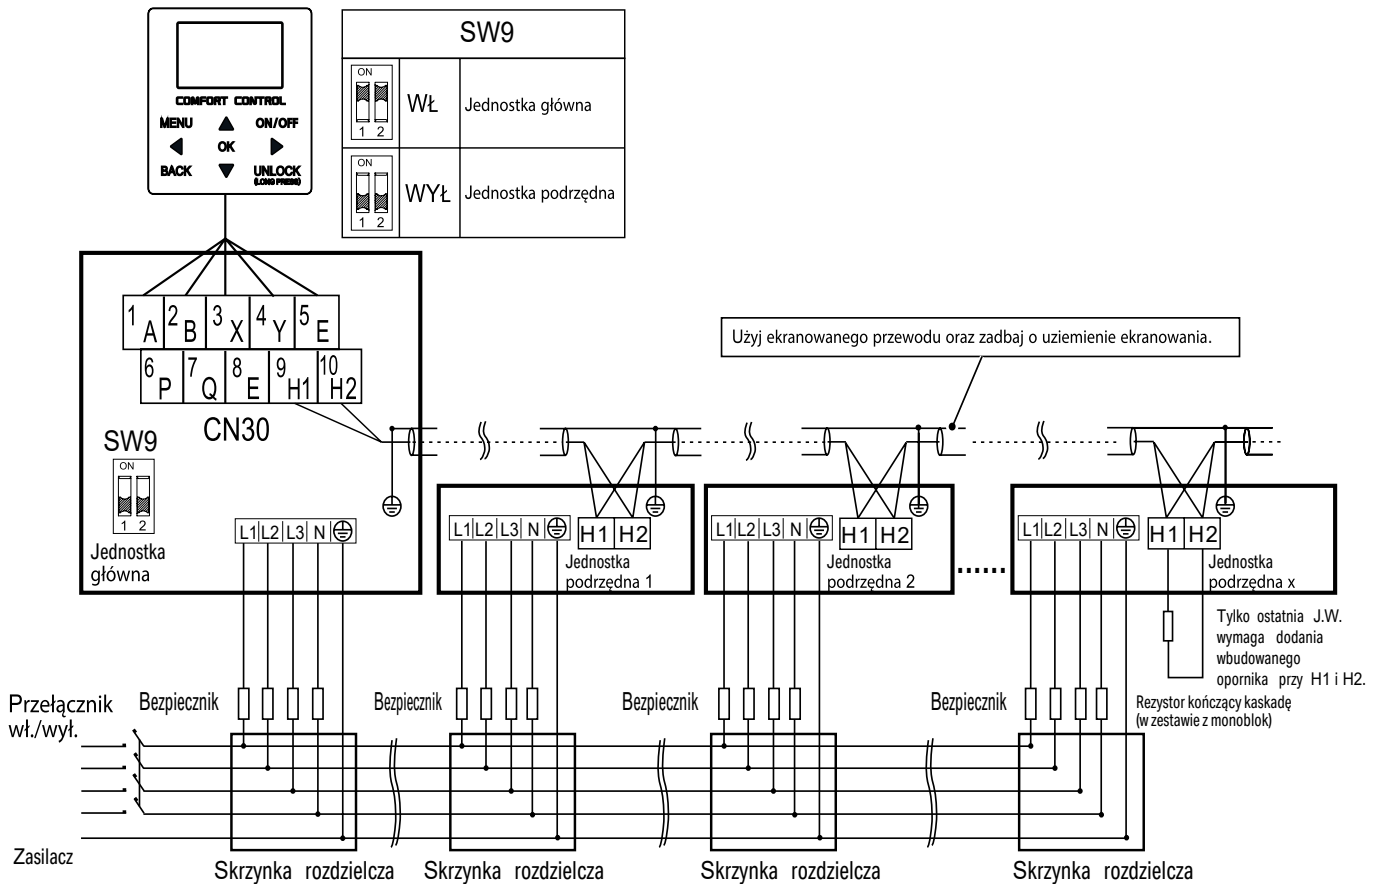 COMFORT CONTROL
MENU ON/OFF
OK
BACK UNLOCK
(LONG PRESS)
SW9
ON
1 2
WŁ
Jednostka główna
ON
1 2
WYŁ
Jednostka podrzędna
1 A 2 B 3 X 4 Y 5 E
6 P 7 Q 8 E 9 H1 10 H2
CN30
SW9
ON
1 2
Jednostka
główna
Użyj ekranowanego przewodu oraz zadbaj o uziemienie ekranowania.
L1 L2 L3 N
L1 L2 L3 N
H1 H2
Jednostka
podrzędna 1
L1 L2 L3 N
H1 H2
Jednostka
podrzędna 2
L1 L2 L3 N
H1 H2
Jednostka
podrzędna x
Tylko ostatnia J.W.
wymaga dodania
wbudowanego
opornika przy H1 i H2.
Rezystor kończący kaskadę
(w zestawie z monoblok)
Przełącznik
wł./wył.
Bezpiecznik
Bezpiecznik
Bezpiecznik
Bezpiecznik
Zasilacz
Skrzynka rozdzielcza
Skrzynka rozdzielcza
Skrzynka rozdzielcza
Skrzynka rozdzielcza